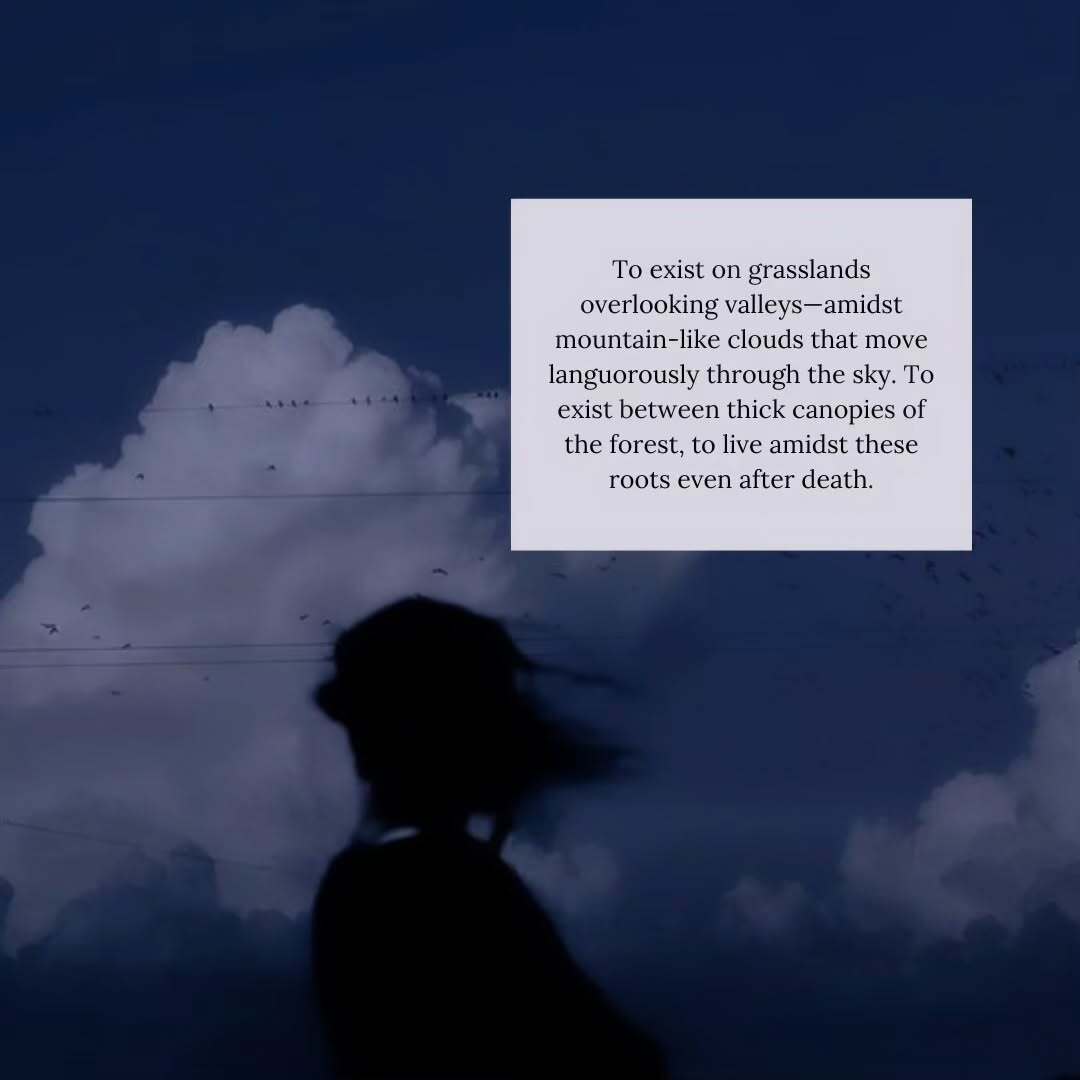 To exist on grasslands
overlooking valleys—amidst
mountain-like clouds that move
languorously through the sky. To
exist between thick canopies of
the forest, to live amidst these
roots even after death.